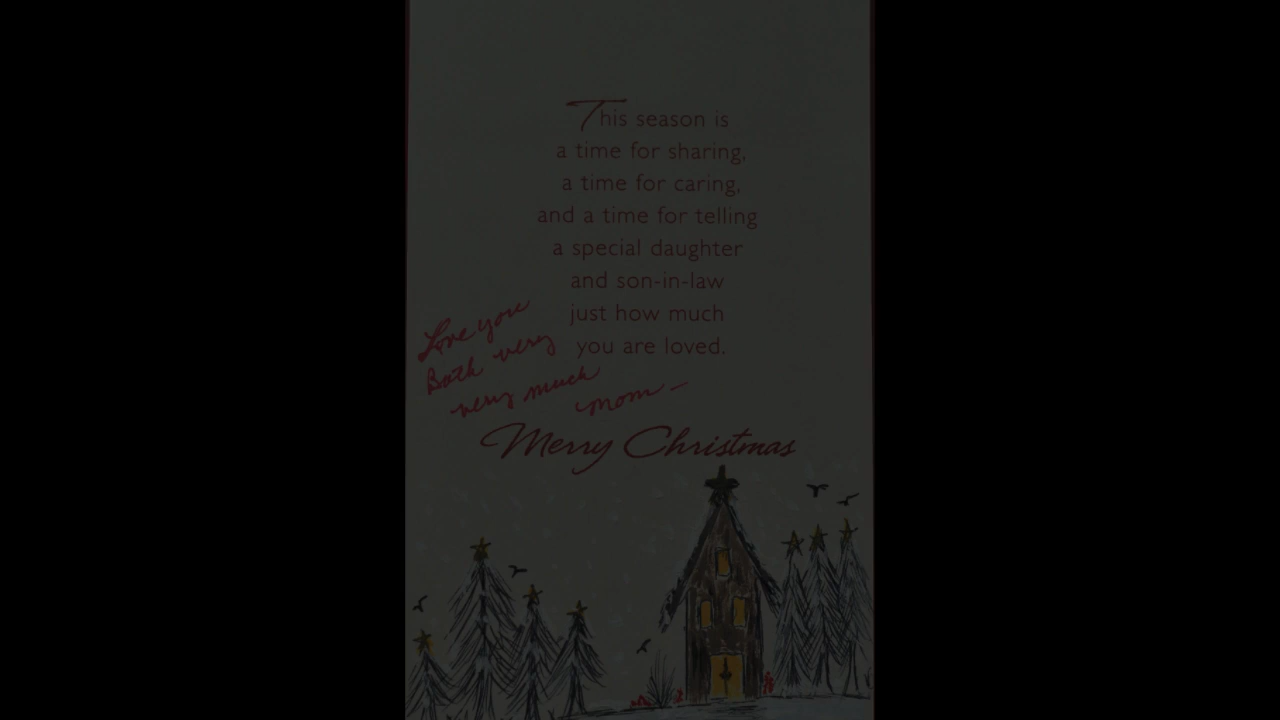 This season is
a time for sharing,
a time for caring,
and a time for telling
a special daughter
and son-in-law
just how much
you are loved.
Love you
Both very
very much
Mom -
Merry Christmas